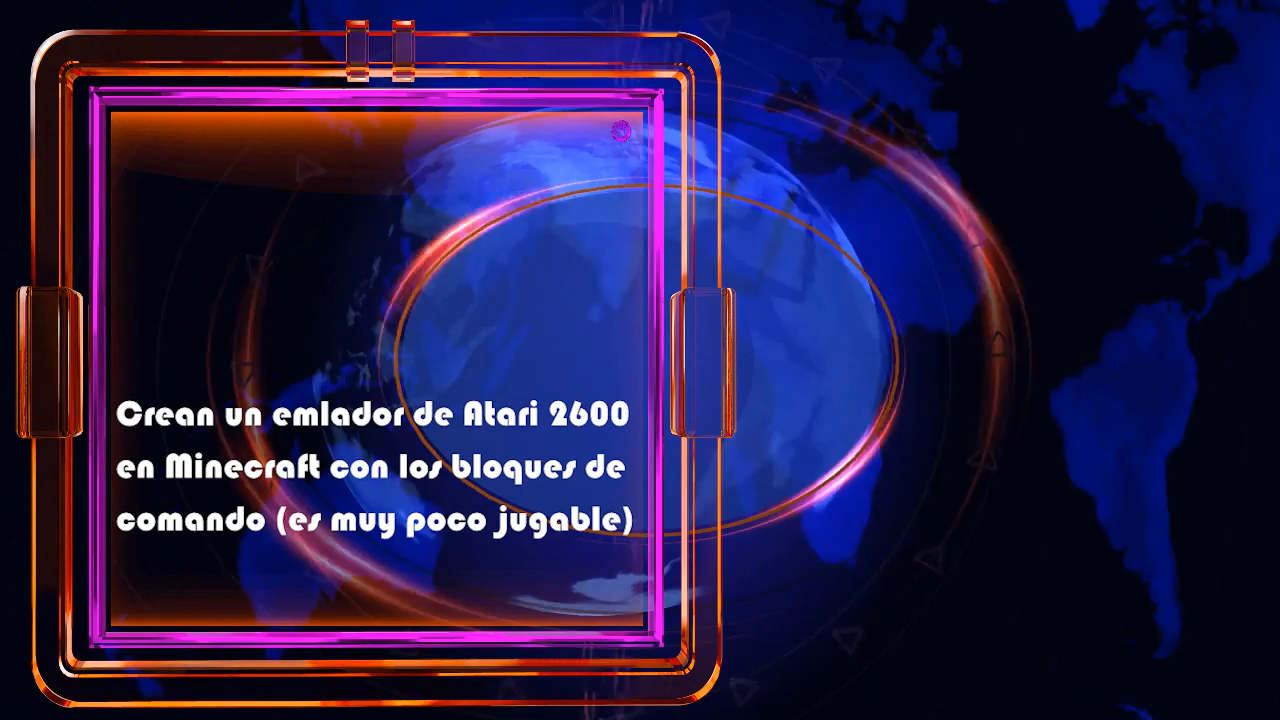 Crean un emlador de Atari 2600
en Minecraft con los bloques de
comando (es muy poco jugable)